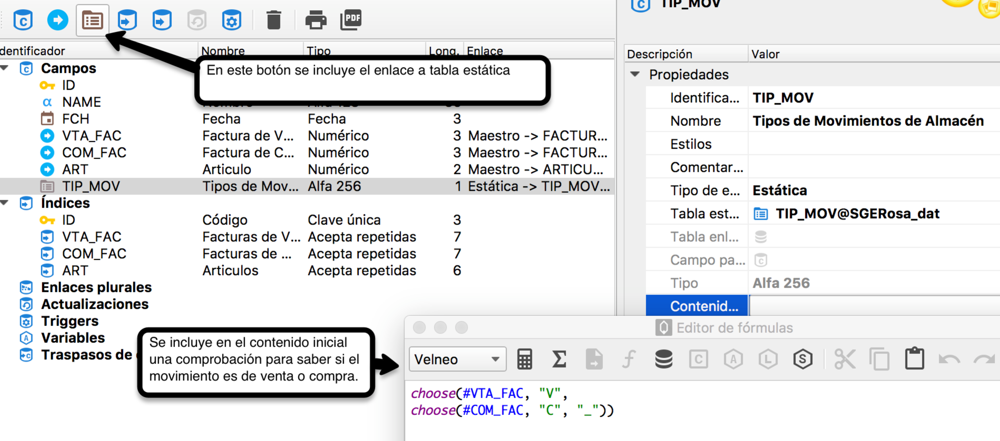 C
PDF
dentificador Nombre Tipo Long. Enlace
En este botón se incluye el enlace a tabla estática
Campos
ID
α NAME
FCH Fecha Fecha 3
VTA_FAC Factura de V... Numérico 3 Maestro -> FACTUR...
COM_FAC Factura de C... Numérico 3 Maestro -> FACTUR...
ART Articulo Numérico 2 Maestro -> ARTICU...
TIP_MOV Tipos de Mov... Alfa 256 1 Estática -> TIP_MOV...
Índices
ID Código Clave única 3
VTA_FAC Facturas de V... Acepta repetidas 7
COM_FAC Facturas de ... Acepta repetidas 7
ART Articulos Acepta repetidas 6
Enlaces plurales
Actualizaciones
Triggers
Variables
Traspasos de
Se incluye en el contenido inicial
una comprobación para saber si el
movimiento es de venta o compra.
TIP_MOV
Descripción Valor
Propiedades
Identifica... TIP_MOV
Nombre Tipos de Movimientos de Almacén
Estilos
Comentar...
Tipo de e... Estática
Tabla est... TIP_MOV@SGERosa_dat
Tabla enl...
Campo pa...
Tipo Alfa 256
Contenid...
Editor de fórmulas
Velneo Σ f C A L S
choose(#VTA_FAC, "V",
choose(#COM_FAC, "C", "_"))